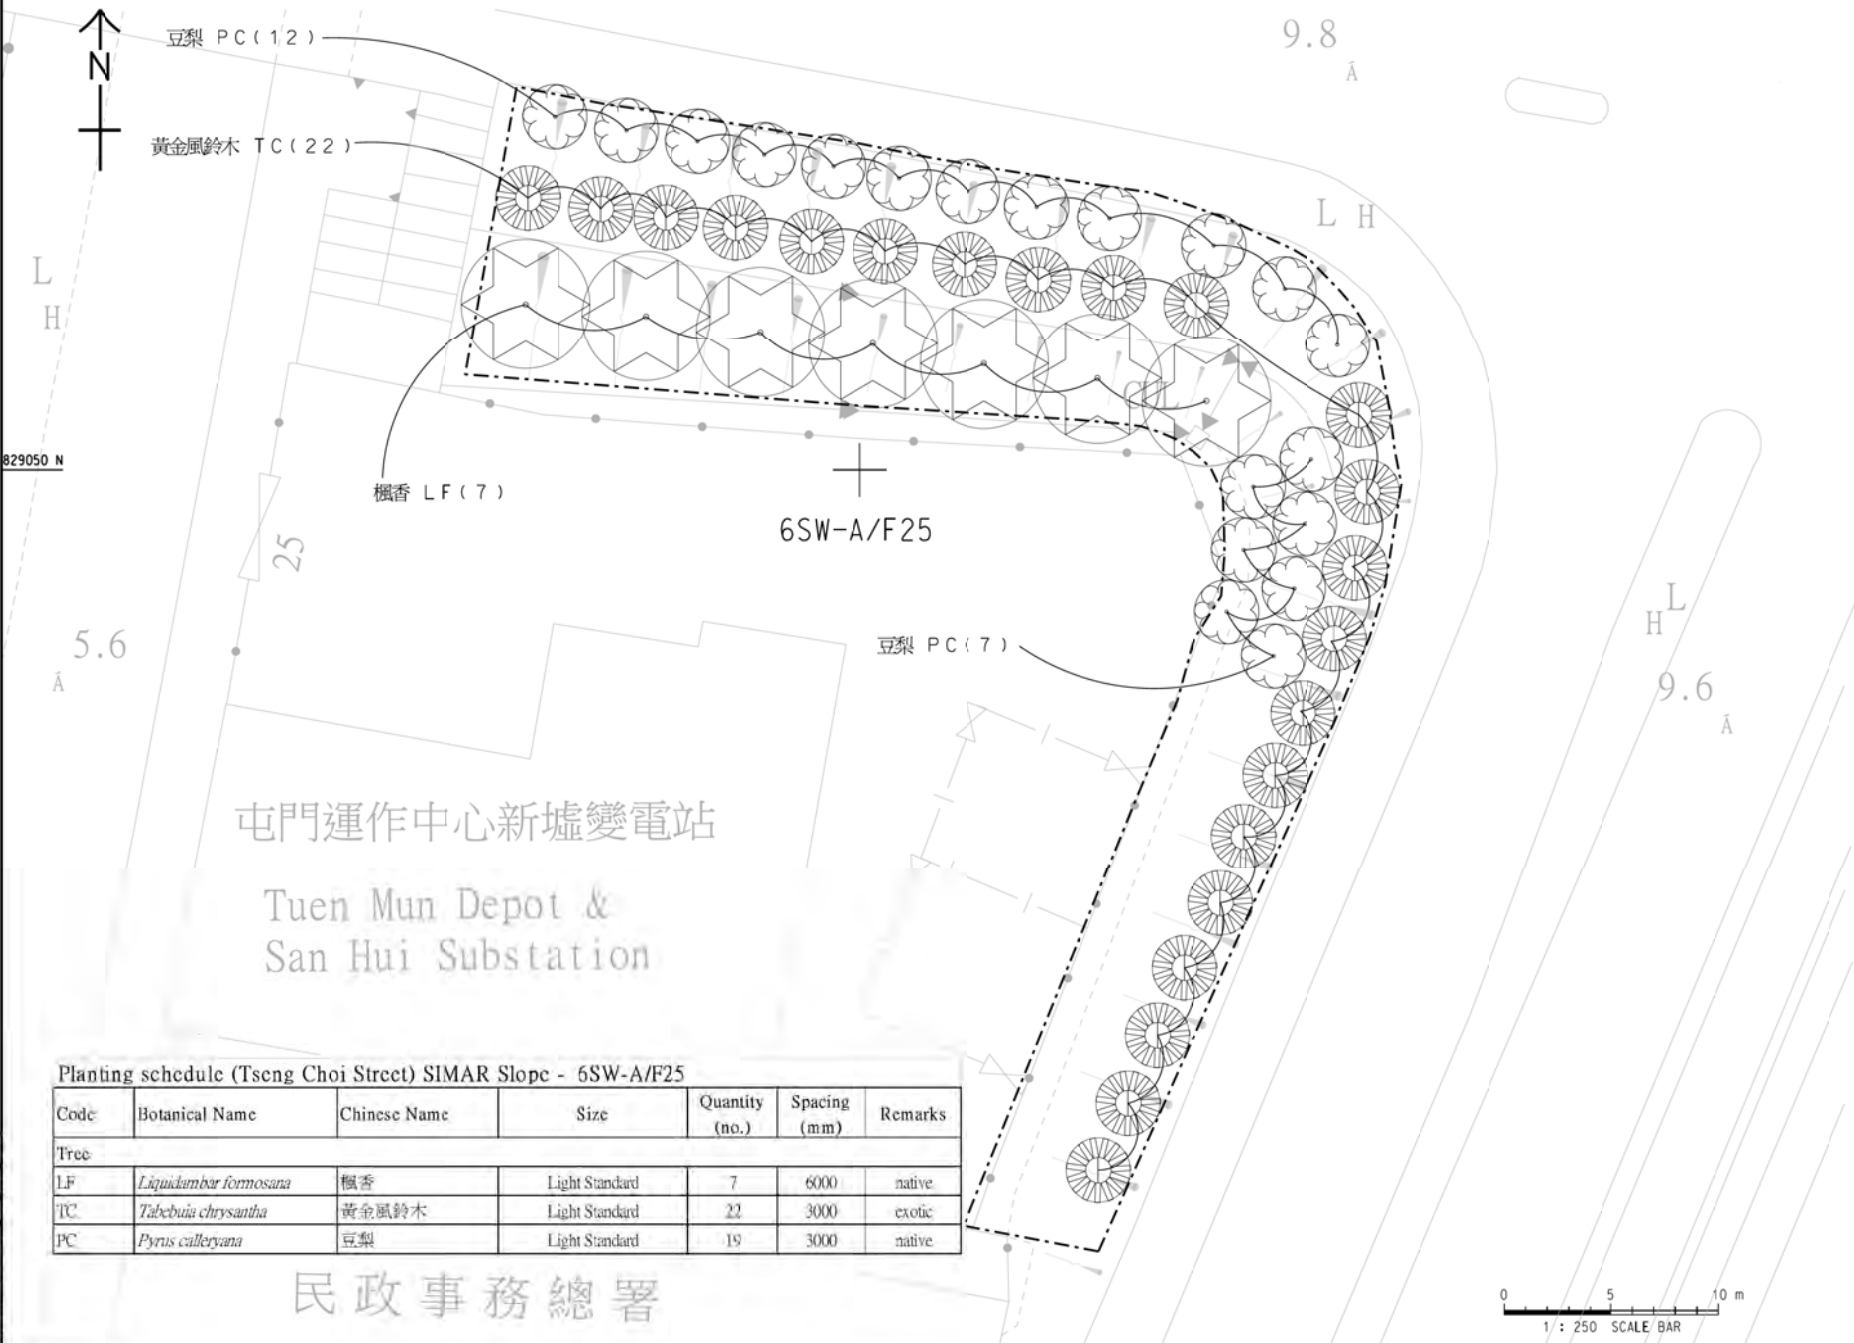 N
豆梨 PC(12)
9.8
Â
黃金風鈴木 TC(22)
L H
L
H
CUL
829050 N
楓香 LF(7)
6SW-A/F25
25
L
H
5.6
Â
豆梨 PC(7)
9.6
Â
屯門運作中心新墟變電站
Tuen Mun Depot &
San Hui Substation
Planting schedule (Tseng Choi Street) SIMAR Slope - 6SW-A/F25
Code Botanical Name Chinese Name Size Quantity (no.) Spacing (mm) Remarks
Tree
LF Liquidambar formosana 楓香 Light Standard 7 6000 native
TC Tabebuia chrysantha 黃金風鈴木 Light Standard 22 3000 exotic
PC Pyrus calleryana 豆梨 Light Standard 19 3000 native
民政事務總署
0 5 10 m
1 : 250 SCALE BAR